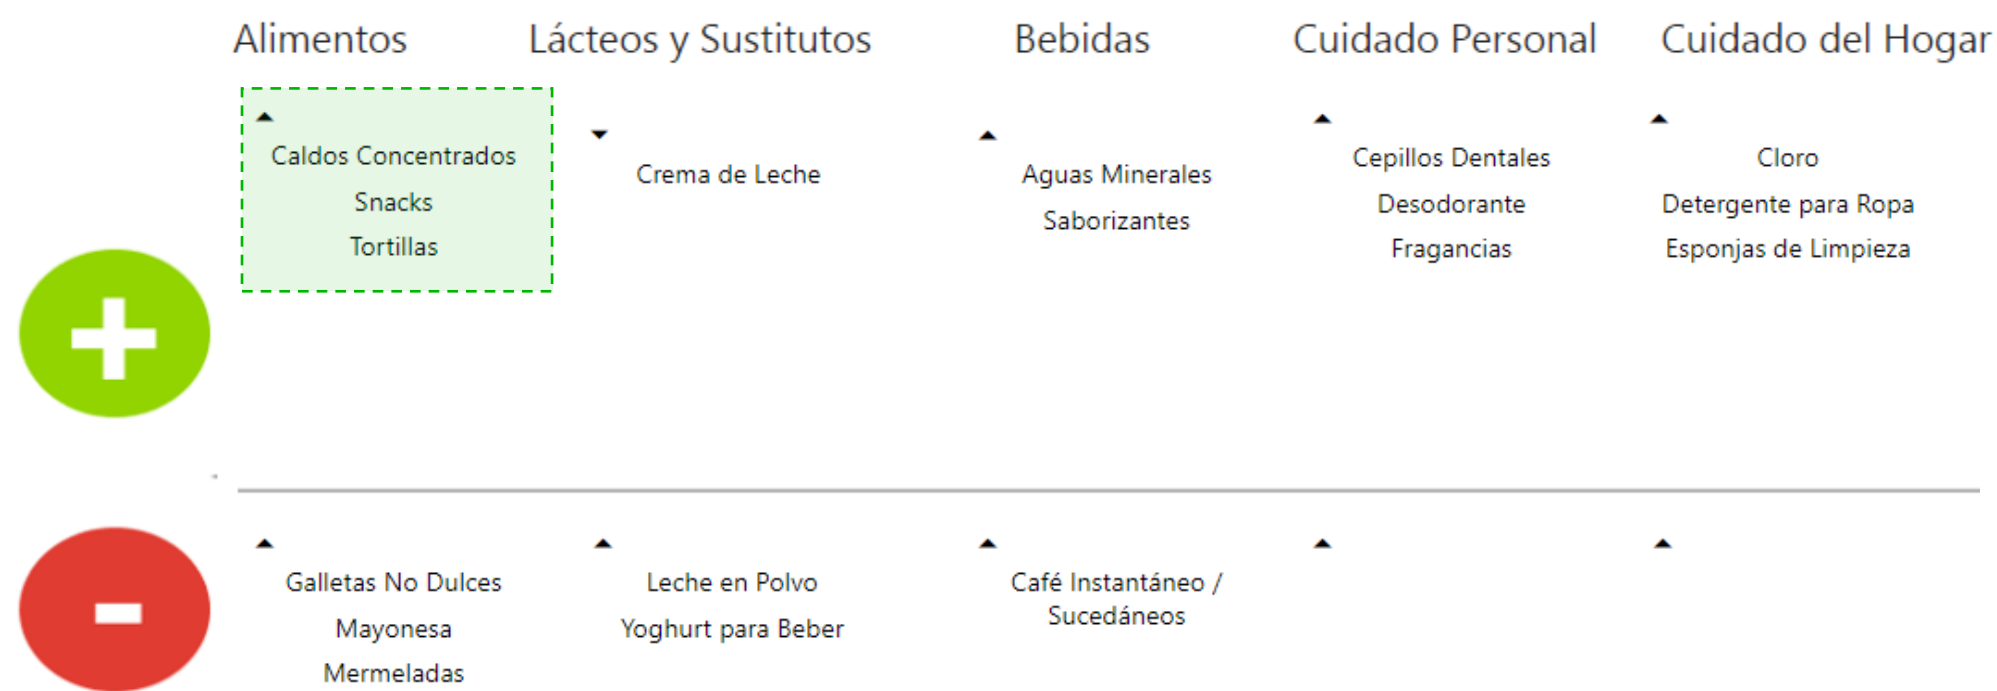 Alimentos
Lácteos y Sustitutos
Bebidas
Cuidado Personal
Cuidado del Hogar
Caldos Concentrados
Snacks
Tortillas
Crema de Leche
Aguas Minerales
Saborizantes
Cepillos Dentales
Desodorante
Fragancias
Cloro
Detergente para Ropa
Esponjas de Limpieza
+
-
Galletas No Dulces
Mayonesa
Mermeladas
Leche en Polvo
Yoghurt para Beber
Café Instantáneo /
Sucedáneos